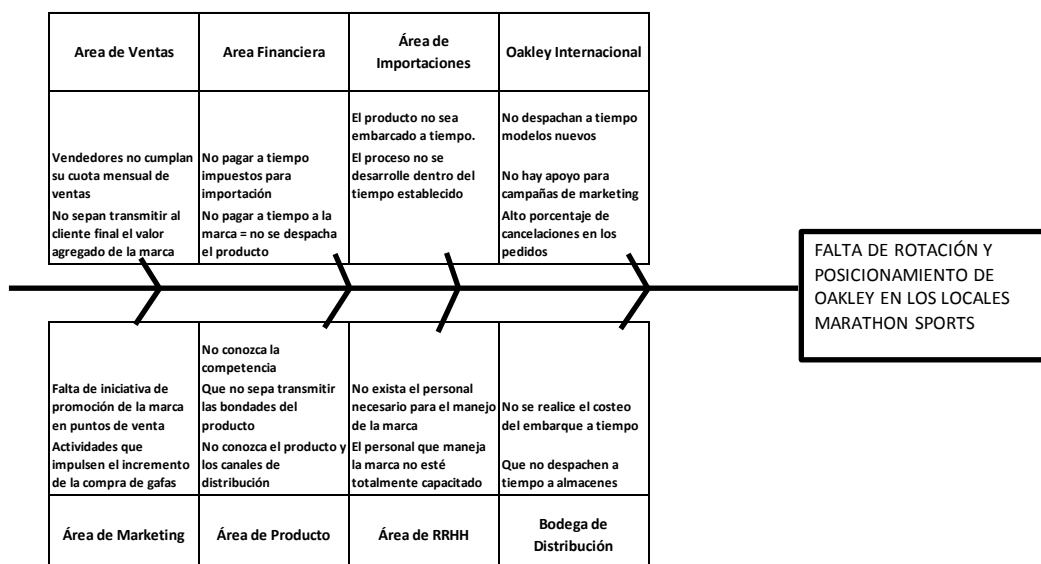 Area de Ventas
Area Financiera
Área de
Importaciones
Oakley Internacional
Vendedores no cumplan
su cuota mensual de
ventas
No sepan transmitir al
cliente final el valor
agregado de la marca
No pagar a tiempo
impuestos para
importación
No pagar a tiempo a la
marca = no se despacha
el producto
El producto no sea
embarcado a tiempo.
El proceso no se
desarrolle dentro del
tiempo establecido
No despachan a tiempo
modelos nuevos
No hay apoyo para
campañas de marketing
Alto porcentaje de
cancelaciones en los
pedidos
FALTA DE ROTACIÓN Y
POSICIONAMIENTO DE
OAKLEY EN LOS LOCALES
MARATHON SPORTS
Falta de iniciativa de
promoción de la marca
en puntos de venta
Actividades que
impulsen el incremento
de la compra de gafas
No conozca la
competencia
Que no sepa transmitir
las bondades del
producto
No conozca el producto y
los canales de
distribución
No exista el personal
necesario para el manejo
de la marca
El personal que maneja
la marca no esté
totalmente capacitado
No se realice el costeo
del embarque a tiempo
Que no despachen a
tiempo a almacenes
Área de Marketing
Área de Producto
Área de RRHH
Bodega de
Distribución